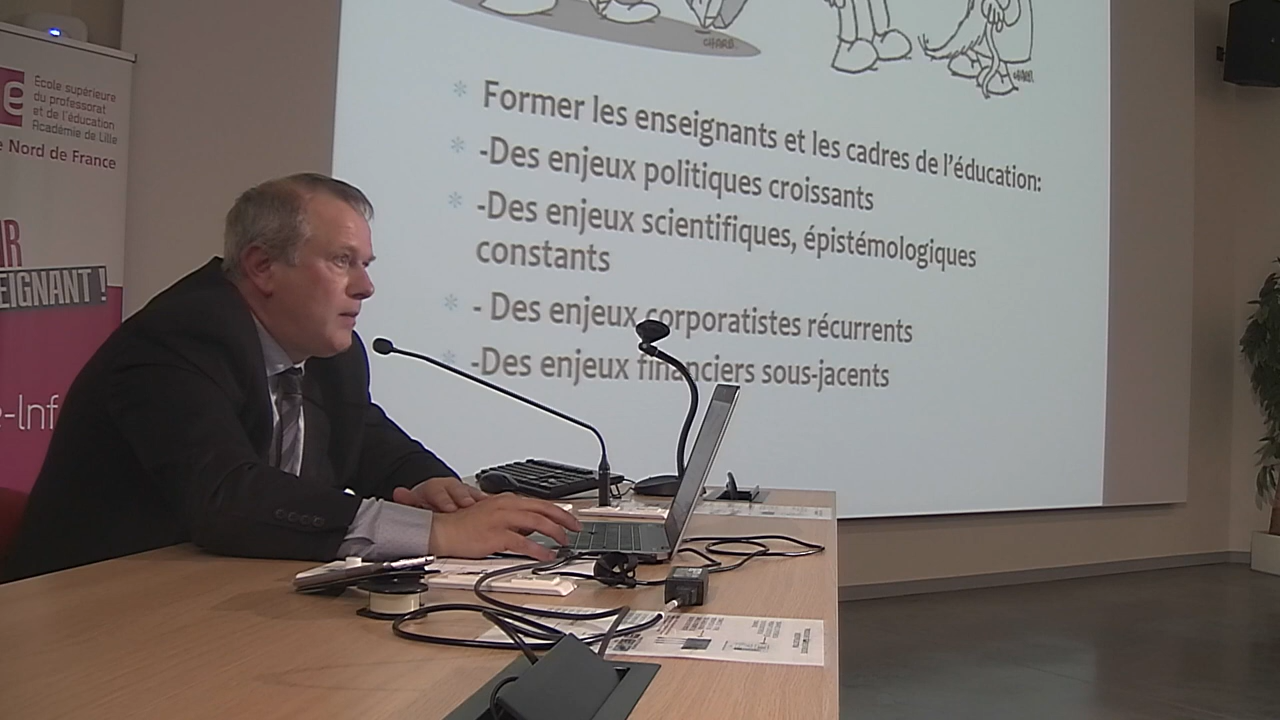 e
École supérieure
du professorat
et de l'éducation
Académie de Lille
Nord de France
EIGNANT !
e-Inf
CHARB.
* Former les enseignants et les cadres de l'éducation:
* -Des enjeux politiques croissants
* -Des enjeux scientifiques, épistémologiques
constants
* - Des enjeux corporatistes récurrents
* -Des enjeux financiers sous-jacents